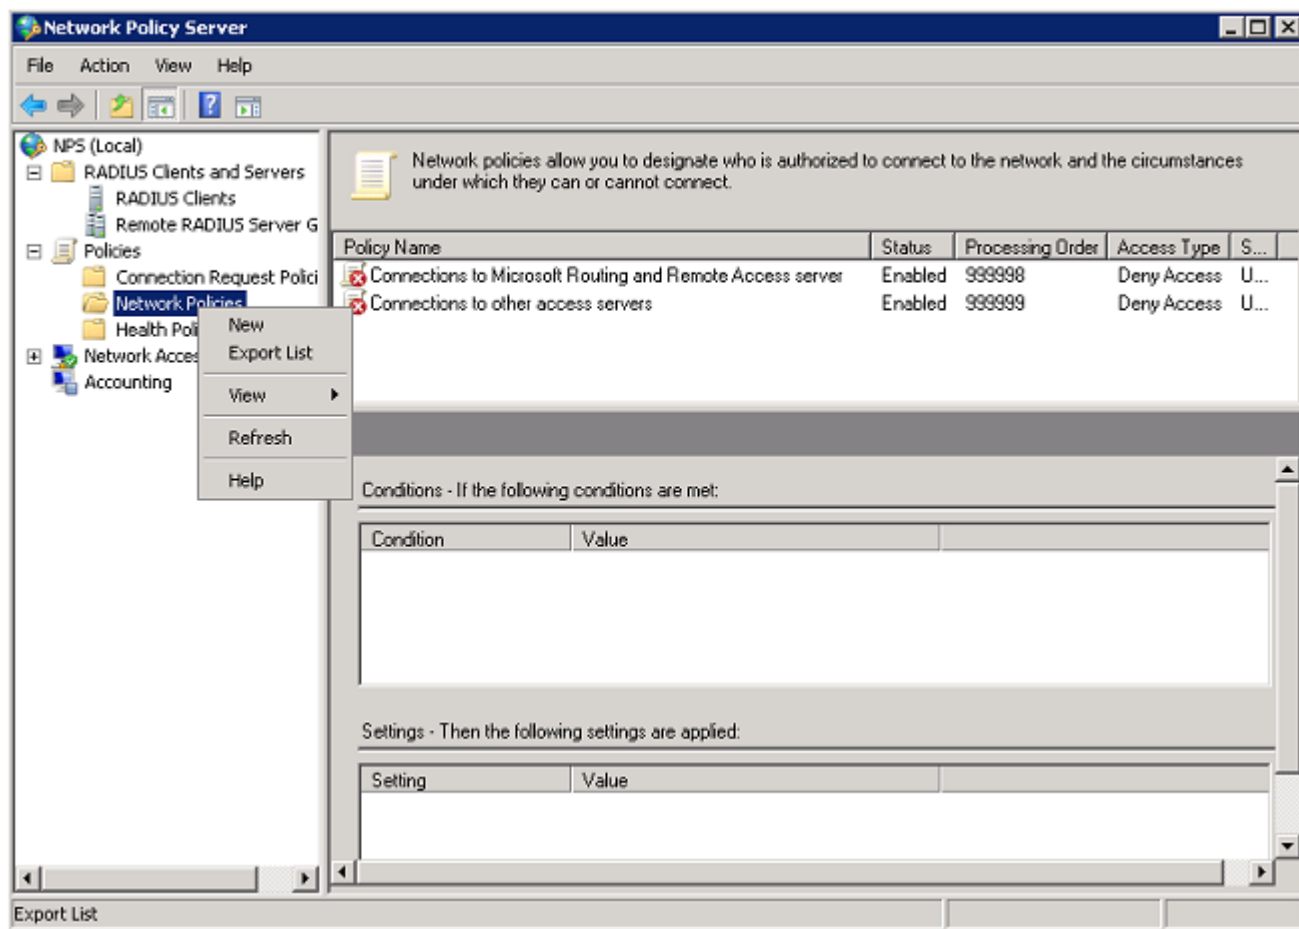 Network Policy Server
File Action View Help
NPS (Local)
RADIUS Clients and Servers
RADIUS Clients
Remote RADIUS Server G
Policies
Connection Request Polici
Network Policies
Health Poli
Network Acces
Accounting
New
Export List
View
Refresh
Help
Network policies allow you to designate who is authorized to connect to the network and the circumstances
under which they can or cannot connect.
Policy Name Status Processing Order Access Type S...
Connections to Microsoft Routing and Remote Access server Enabled 999998 Deny Access U...
Connections to other access servers Enabled 999999 Deny Access U...
Conditions - If the following conditions are met:
Condition Value
Settings - Then the following settings are applied:
Setting Value
Export List